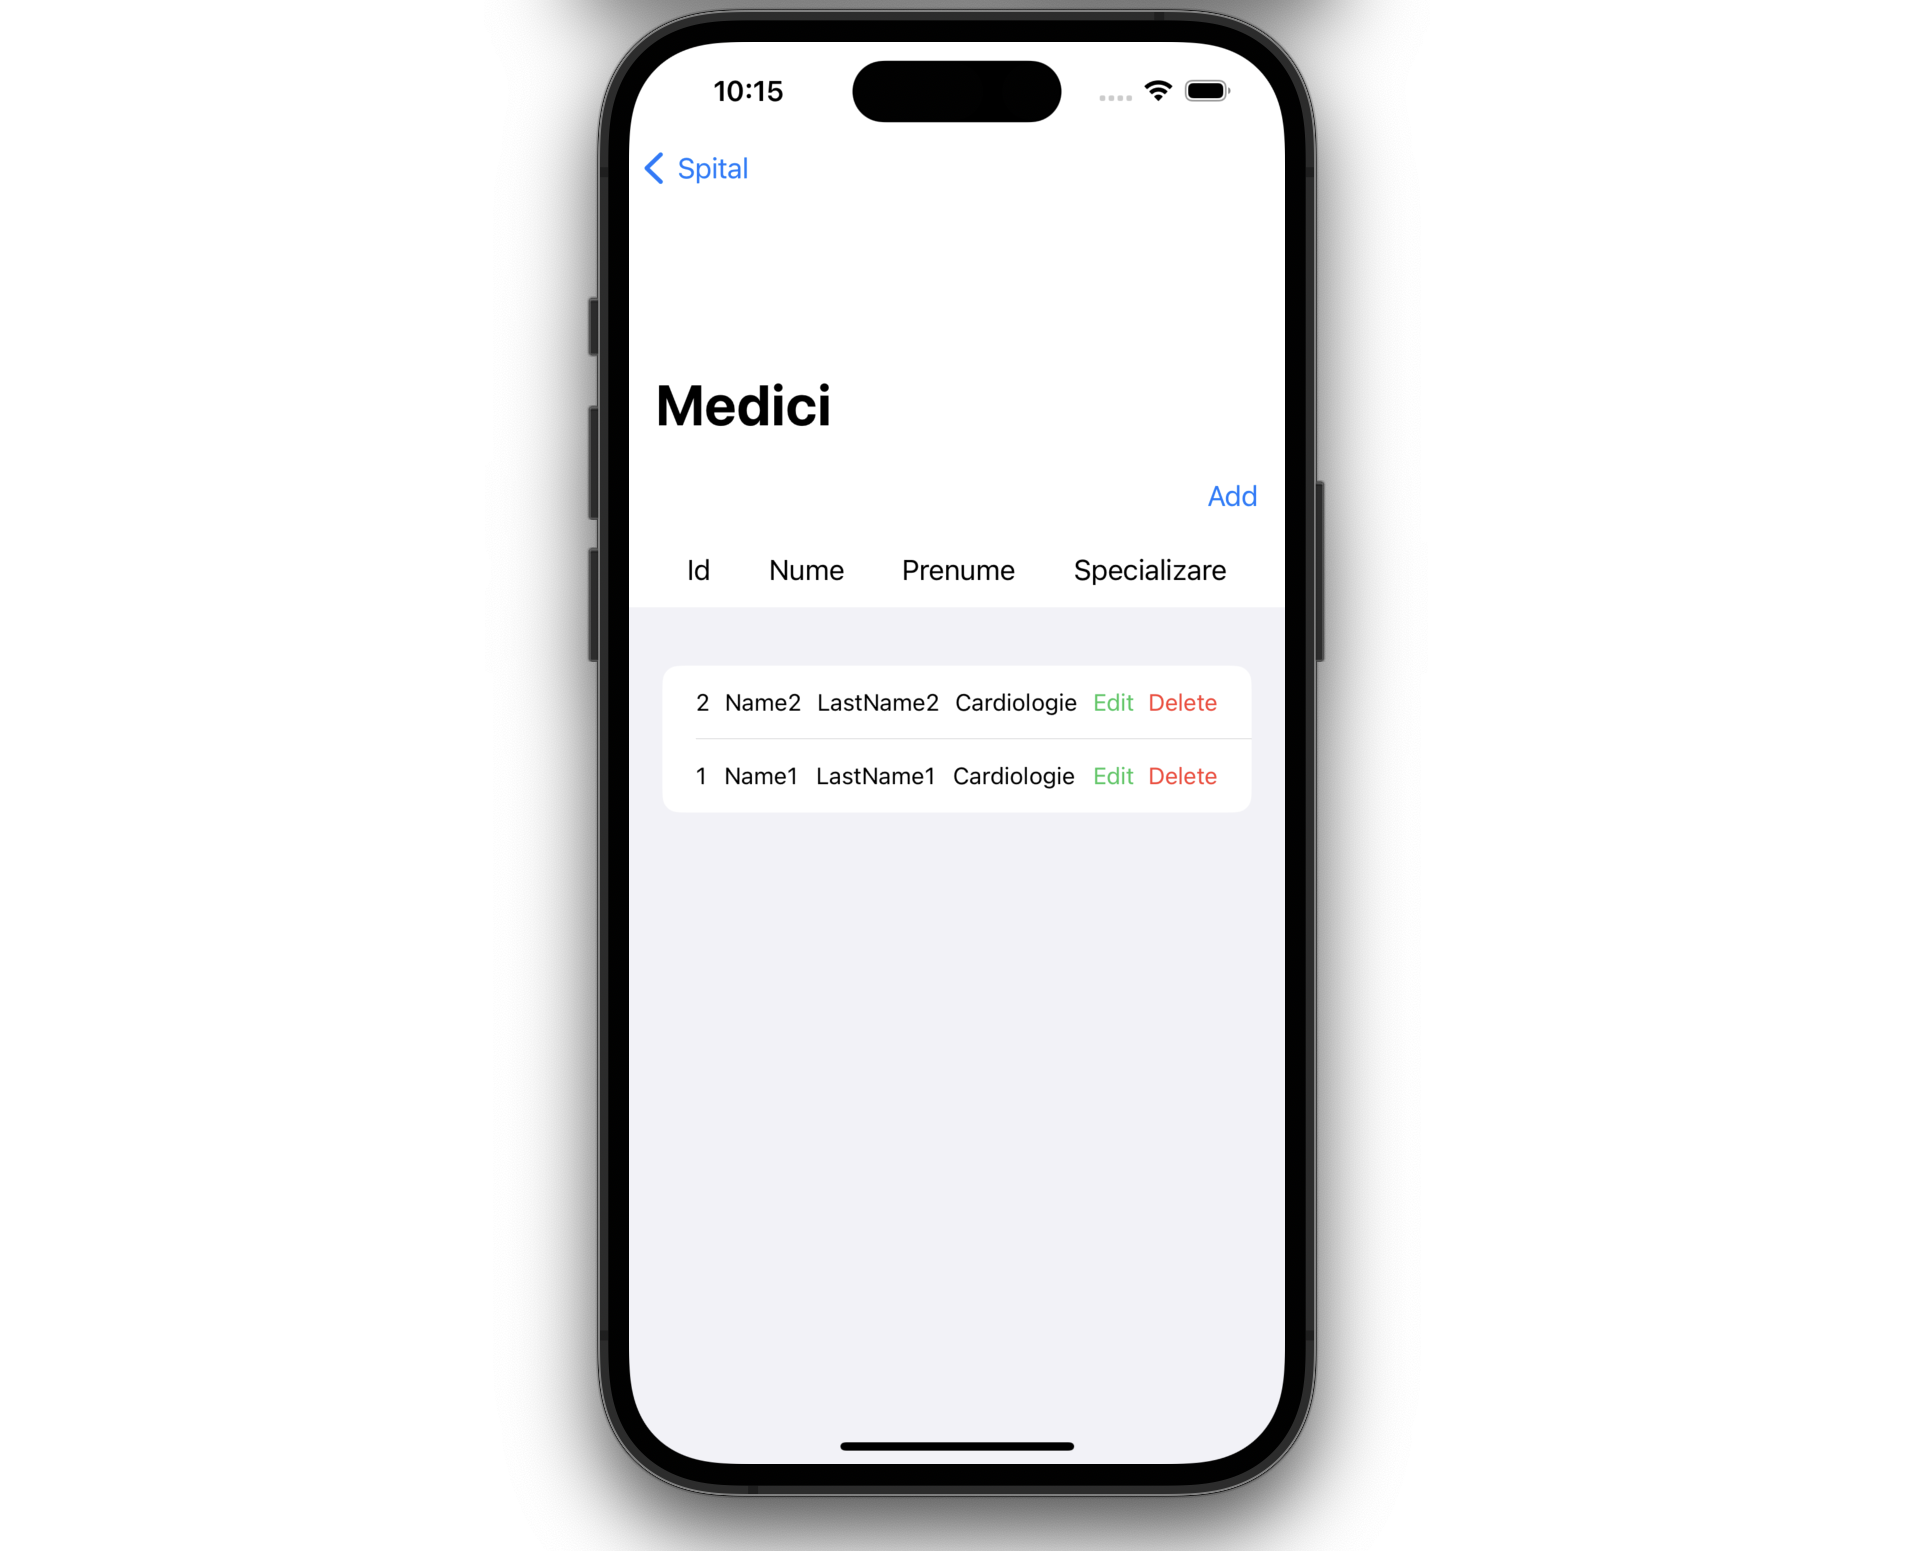 10:15
Spital
Medici
Add
Id Nume Prenume Specializare
2 Name2 LastName2 Cardiologie Edit Delete
1 Name1 LastName1 Cardiologie Edit Delete